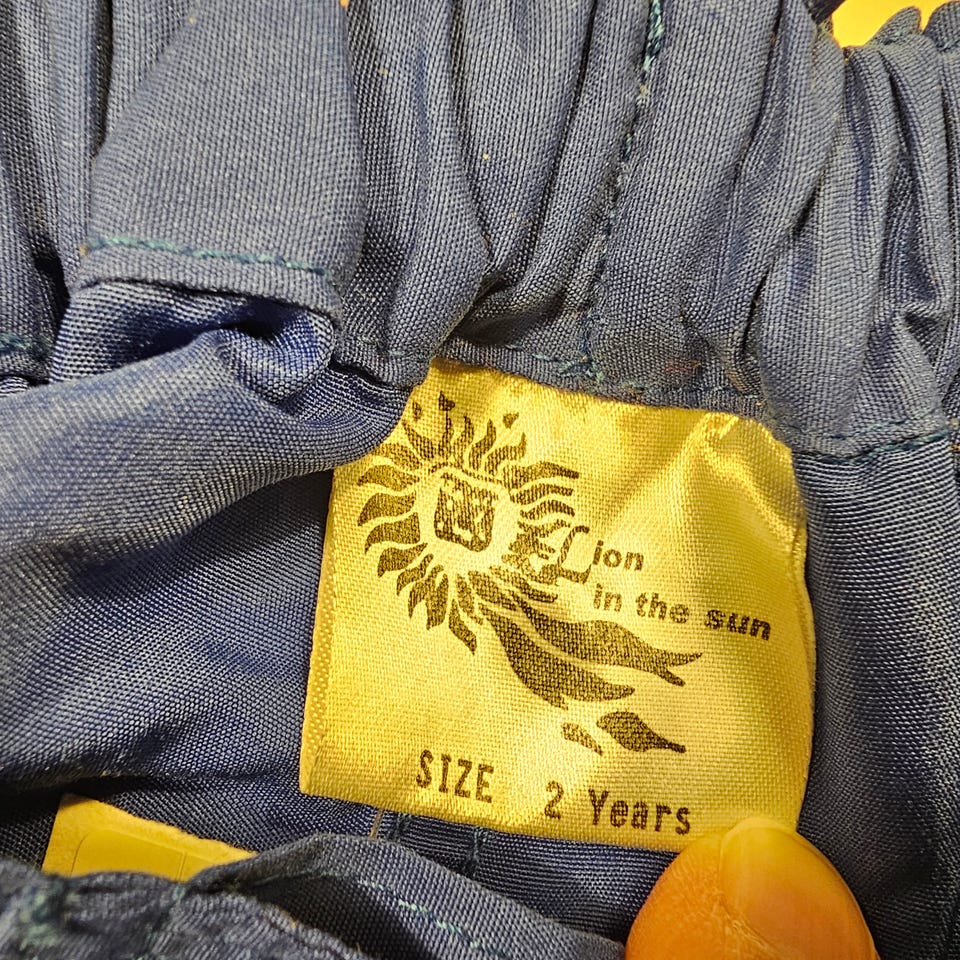 Lion
in the sun
SIZE 2 Years